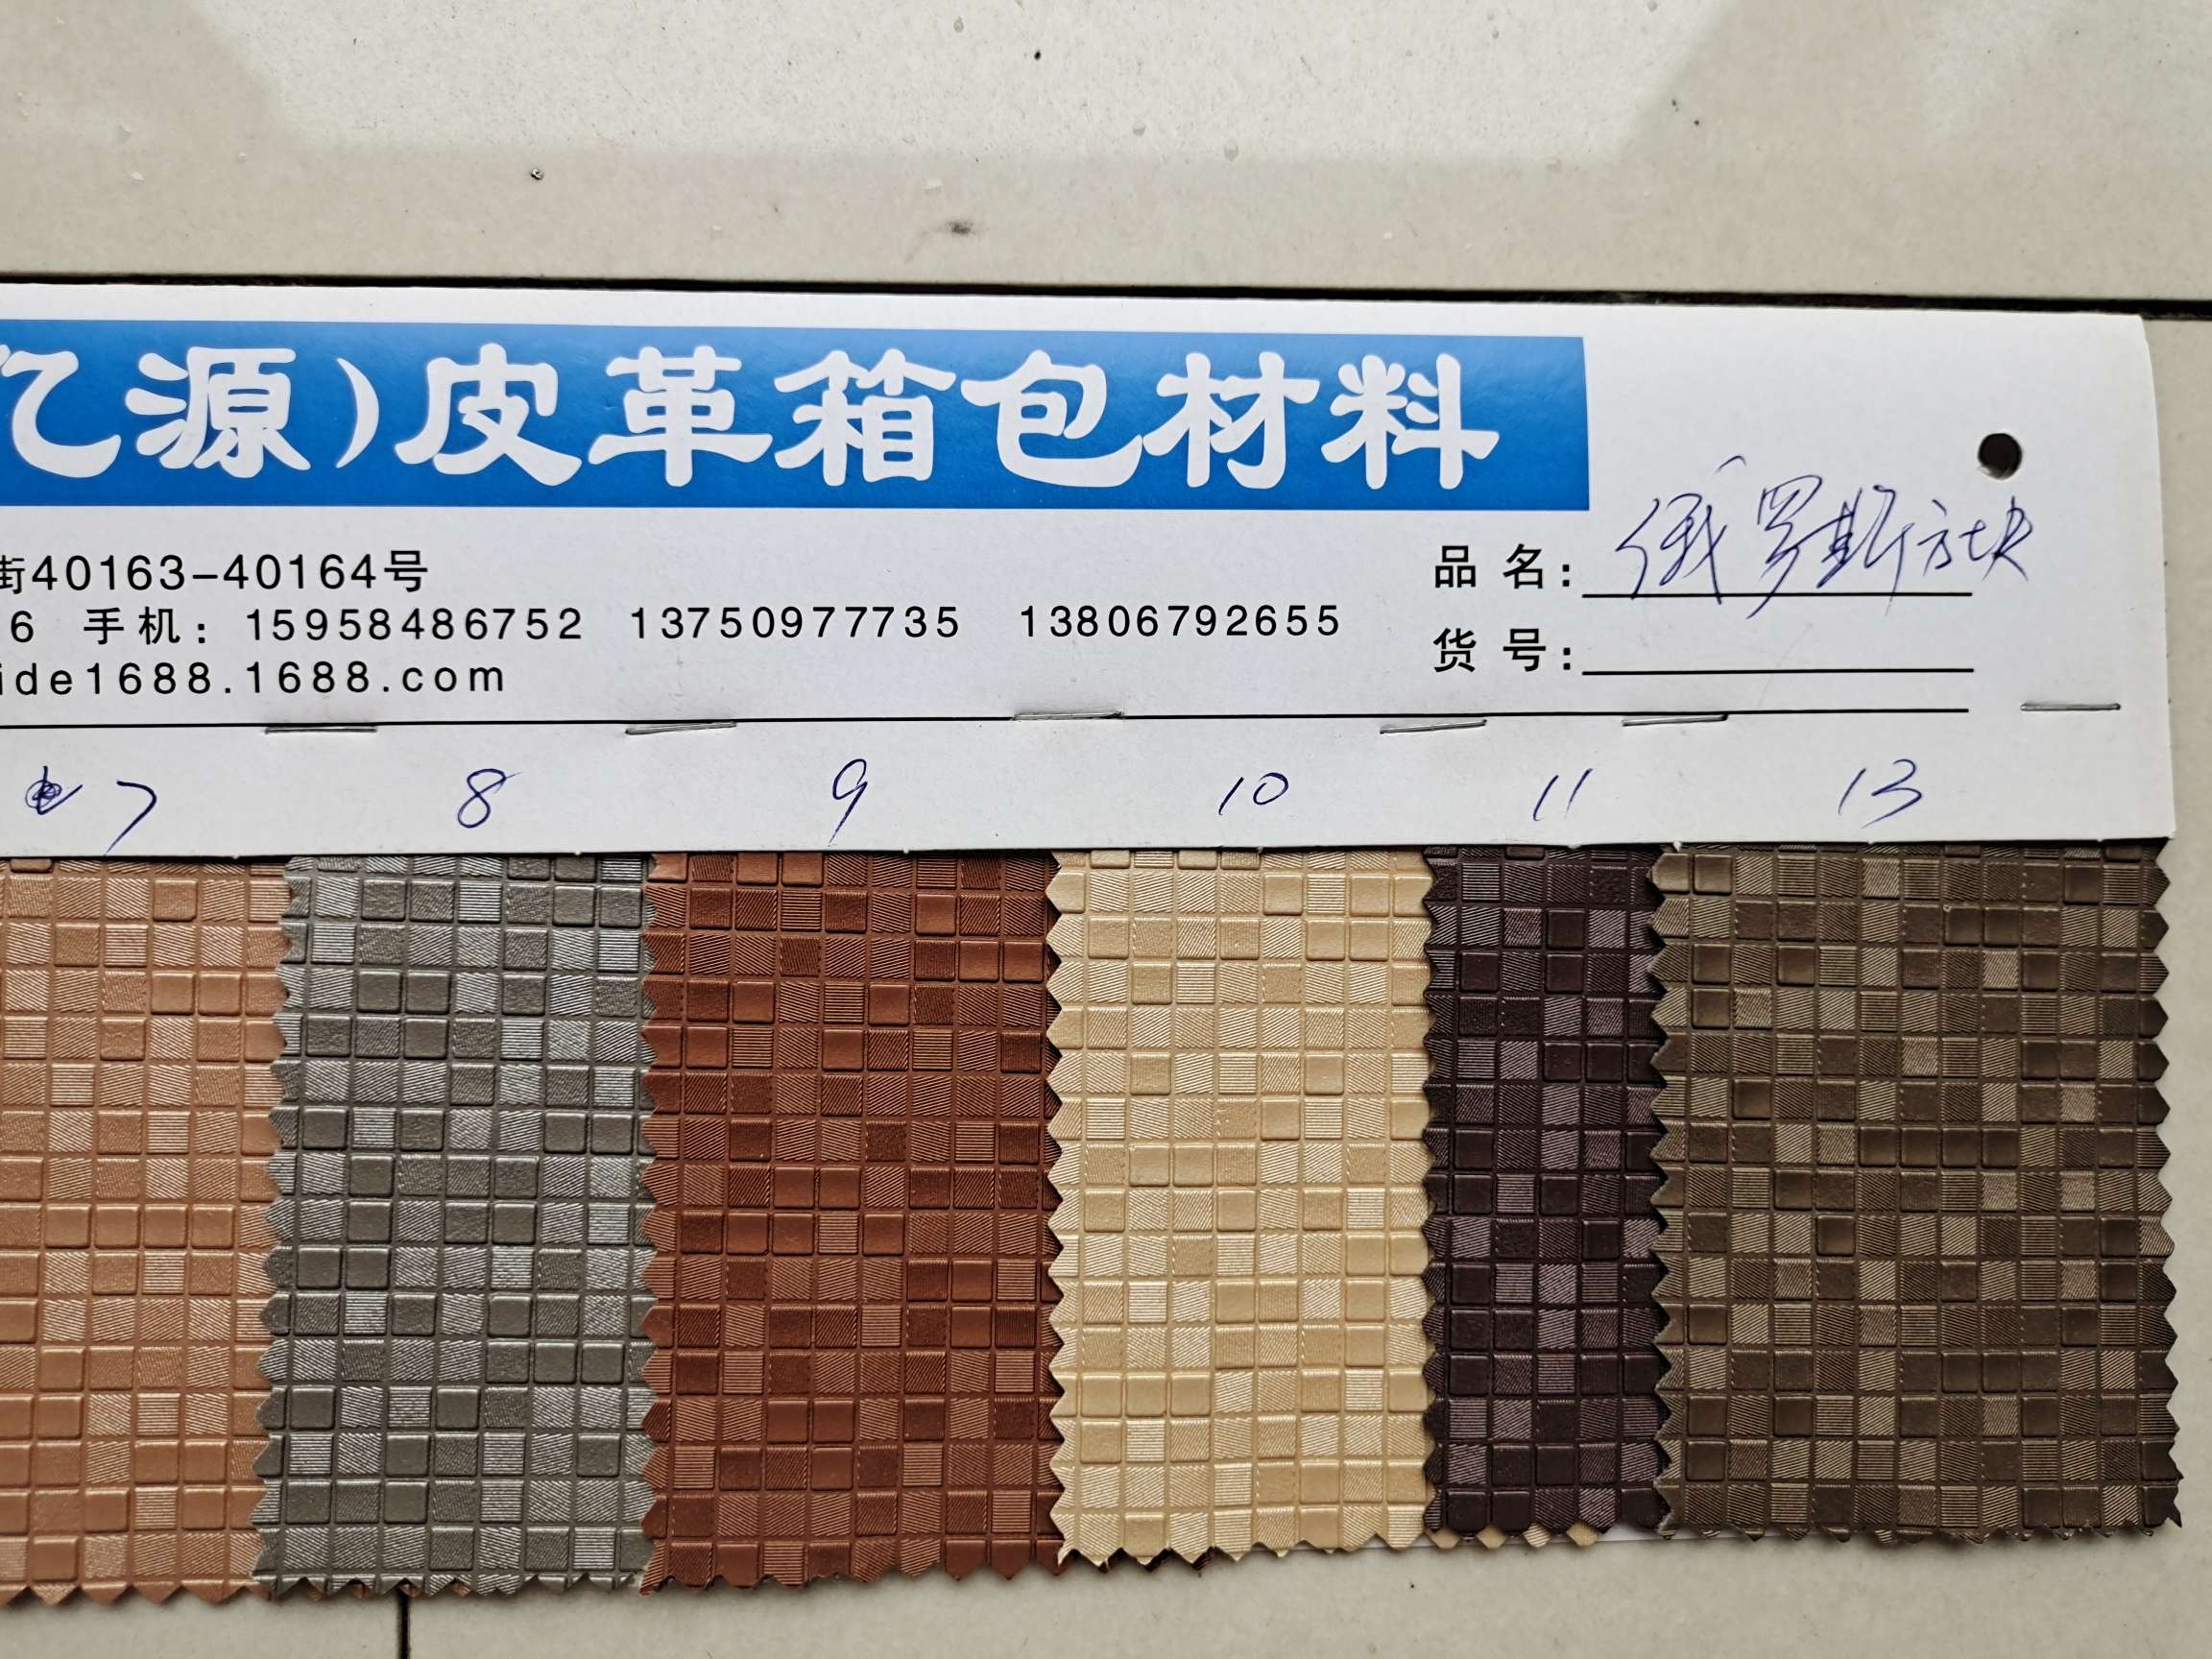 亿源)皮革箱包材料
街40163-40164号
6 手机: 15958486752 13750977735 13806792655
ide1688.1688.com
品名: 俄罗斯方块
货号:
7 8 9 10 11 13